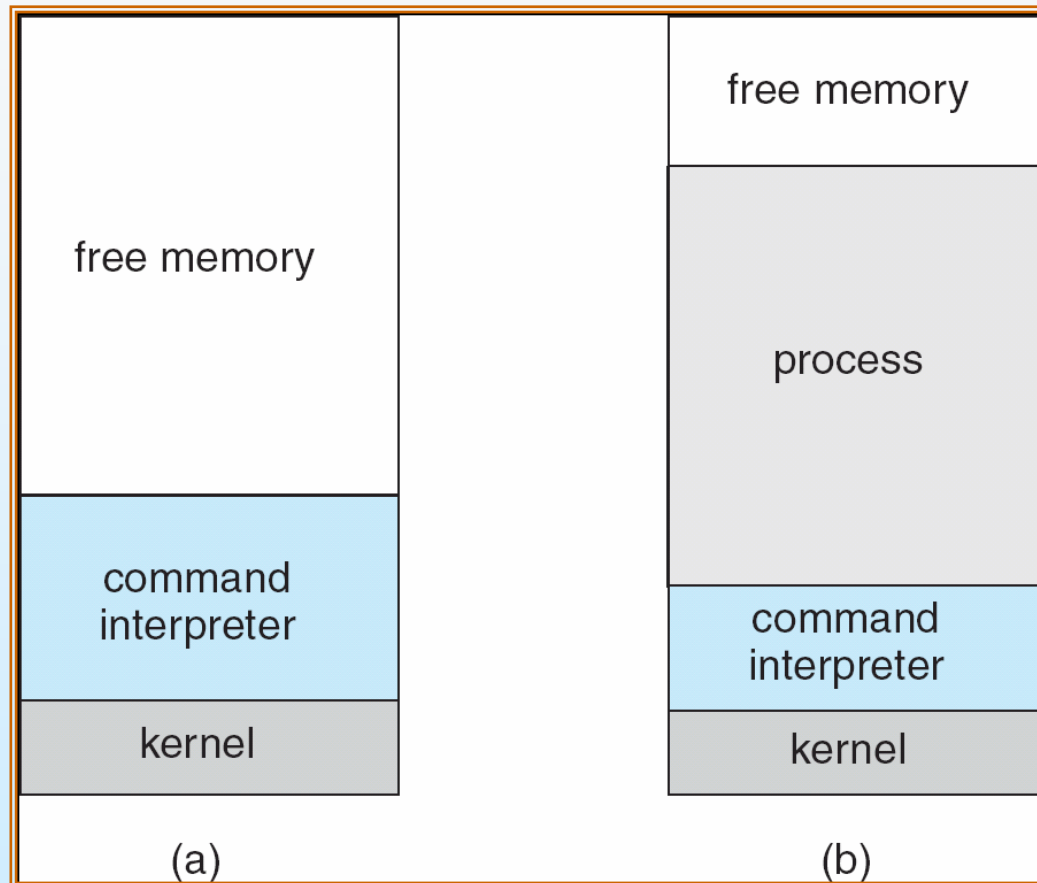 free memory
command
interpreter
kernel
(a)
free memory
process
command
interpreter
kernel
(b)